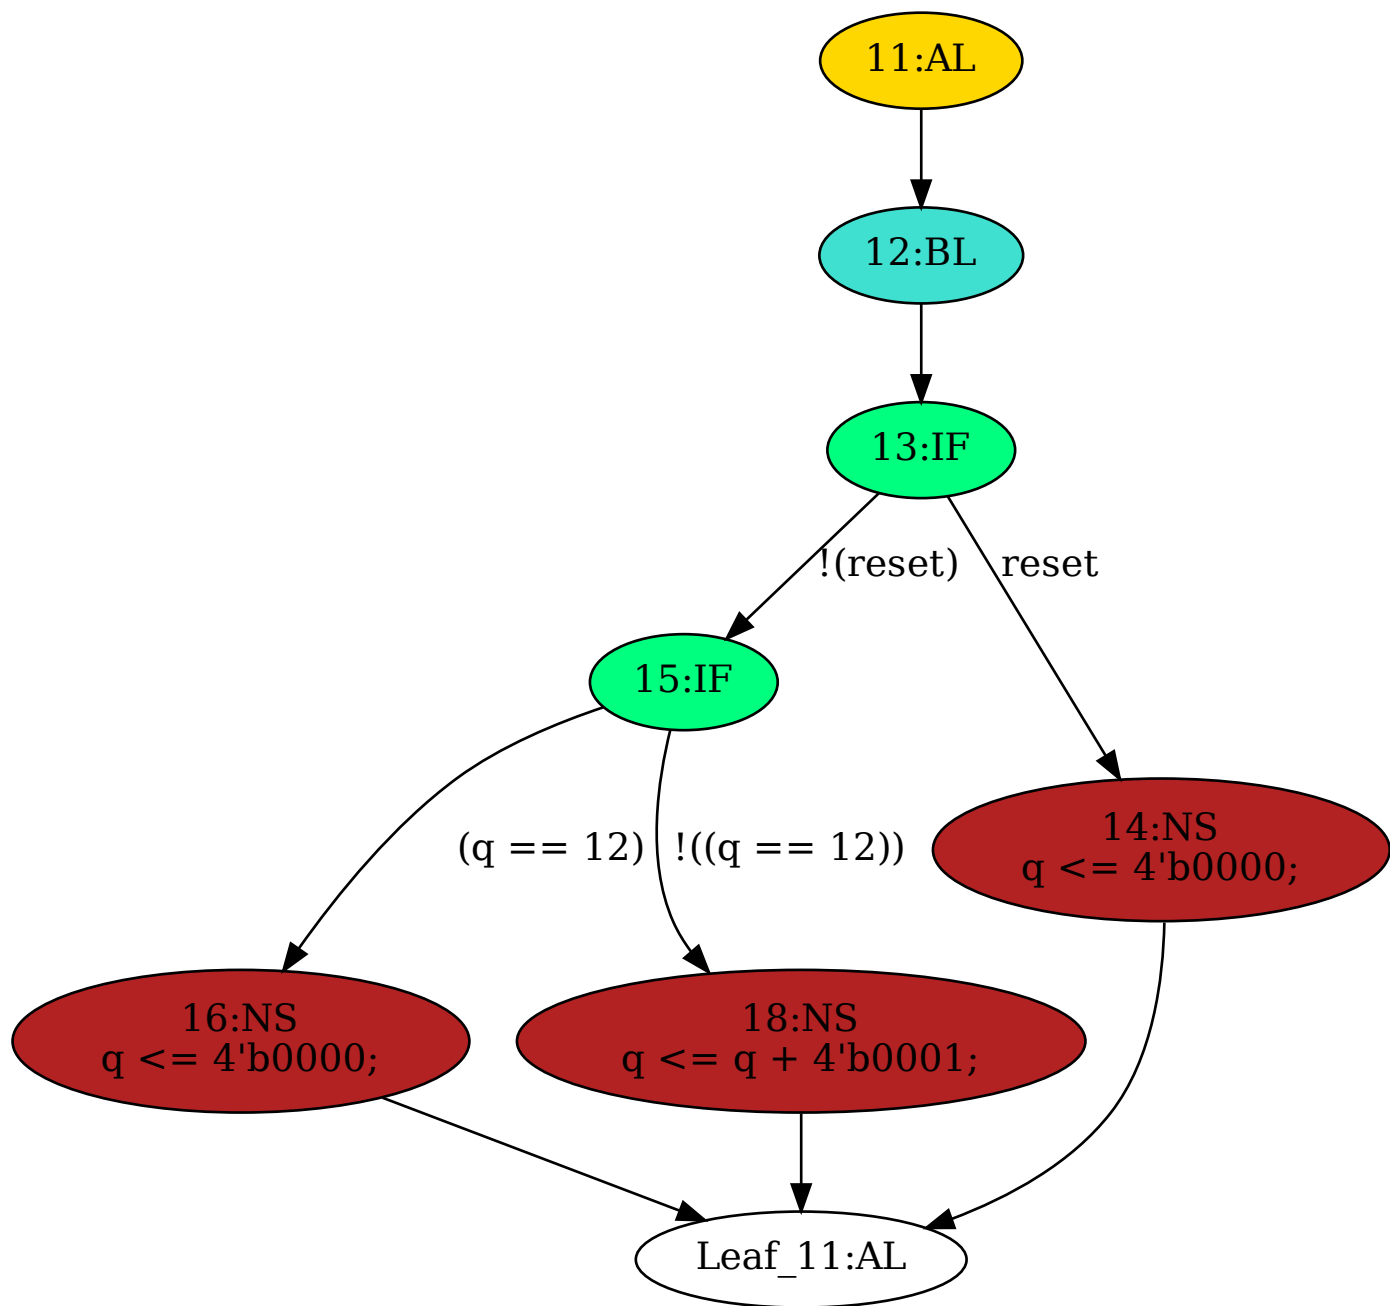 11:AL
12:BL
13:IF
!(reset)
reset
15:IF
(q == 12)
!((q == 12))
14:NS
q <= 4'b0000;
16:NS
q <= 4'b0000;
18:NS
q <= q + 4'b0001;
Leaf_11:AL